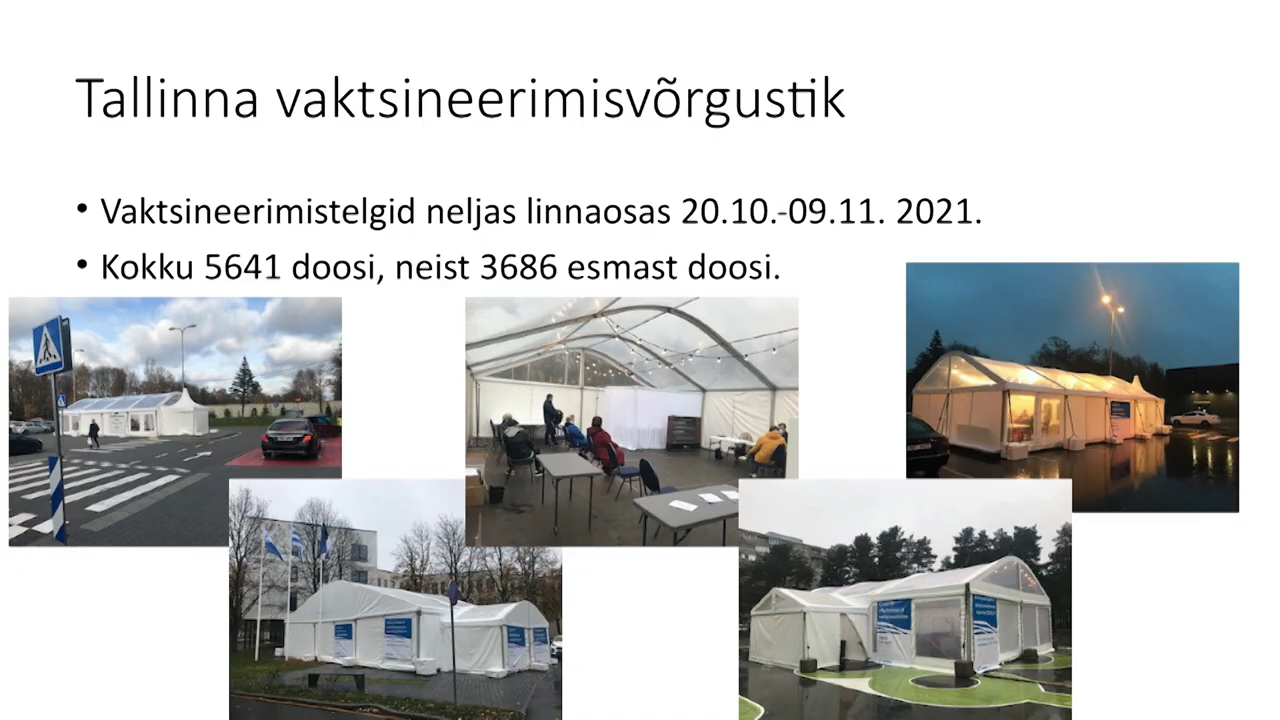 Tallinna vaktsineerimisvõrgustik
• Vaktsineerimistelgid neljas linnaosas 20.10.-09.11. 2021.
• Kokku 5641 doosi, neist 3686 esmast doosi.